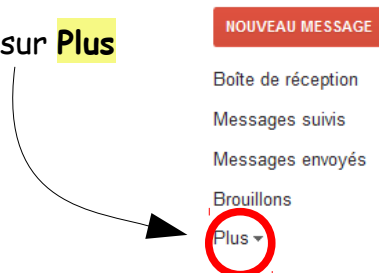 sur Plus
NOUVEAU MESSAGE
Boîte de réception
Messages suivis
Messages envoyés
Brouillons
Plus